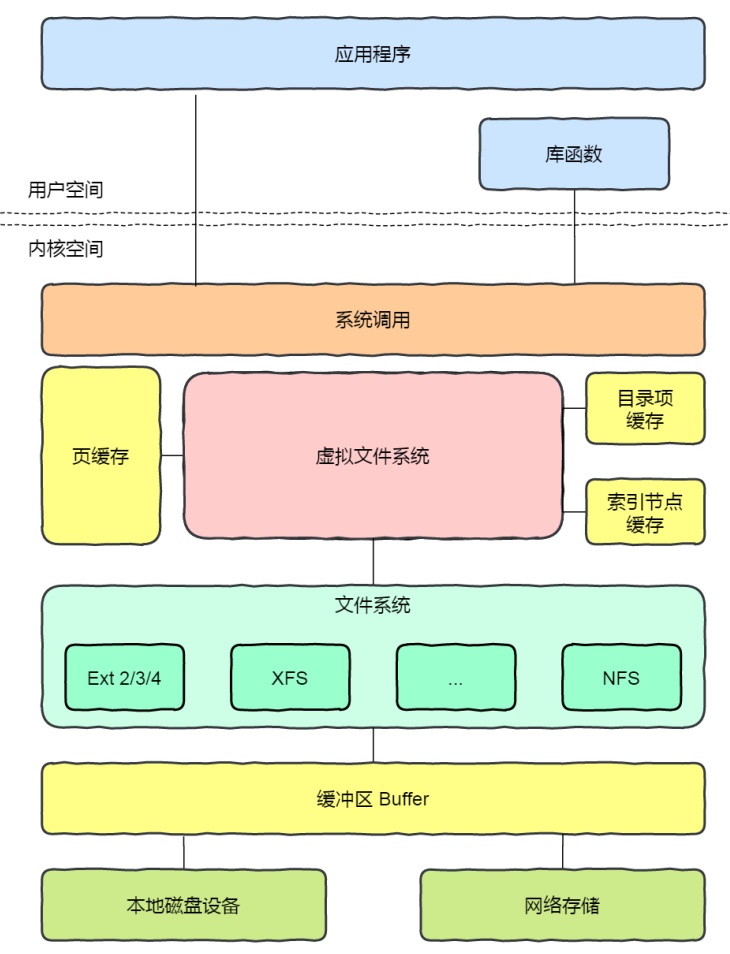 应用程序
库函数
用户空间
内核空间
系统调用
页缓存
虚拟文件系统
目录项
缓存
索引节点
缓存
文件系统
Ext 2/3/4
XFS
...
NFS
缓冲区 Buffer
本地磁盘设备
网络存储